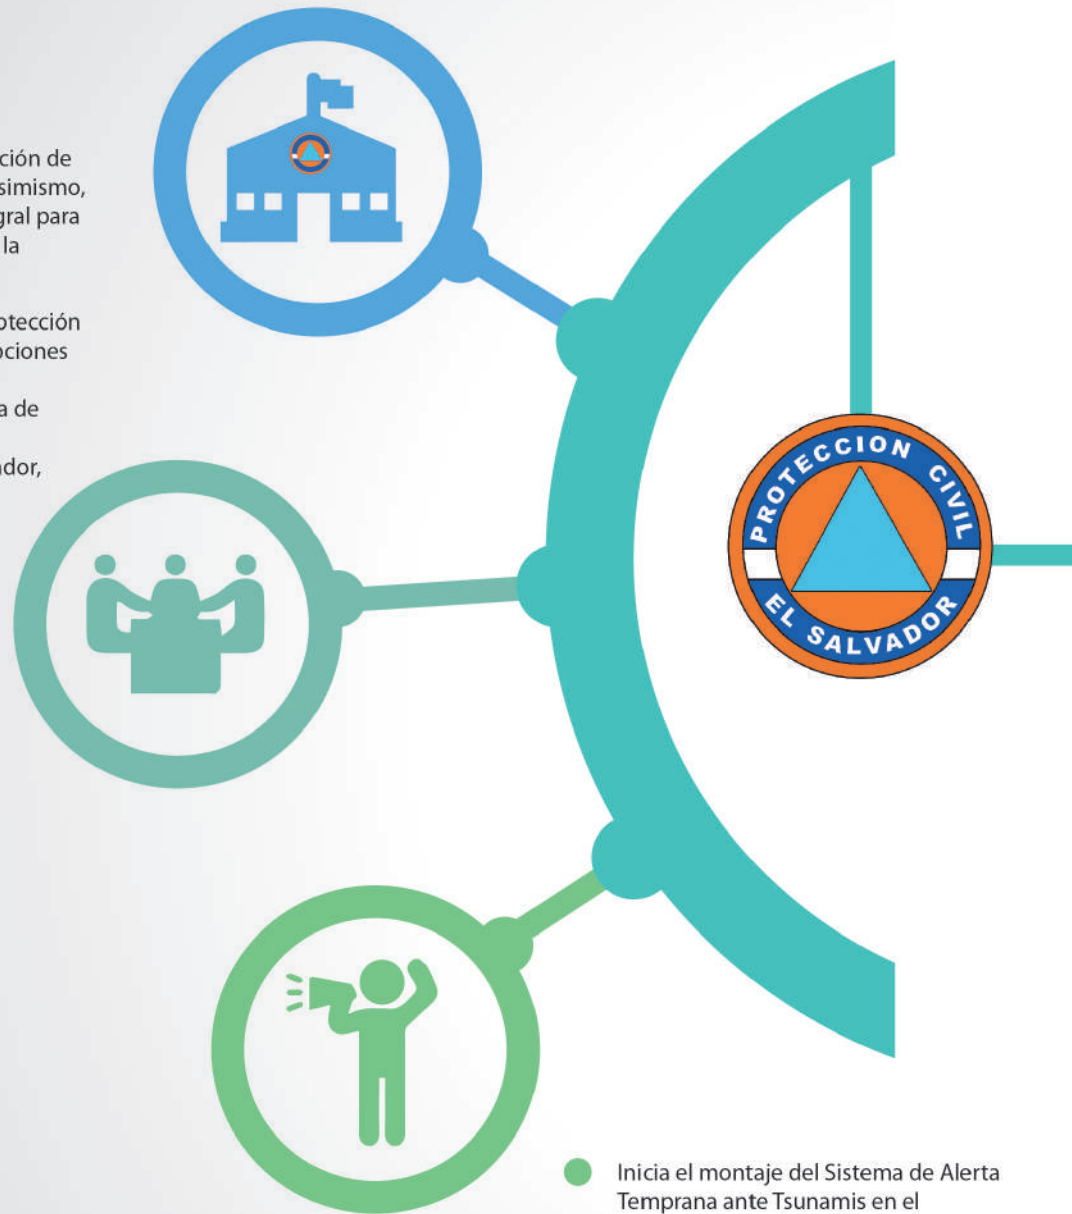 ción de
simismo,
gral para
la
otección
pciones
a de
ador,
PROTECCION CIVIL
EL SALVADOR
Inicia el montaje del Sistema de Alerta
Temprana ante Tsunamis en el